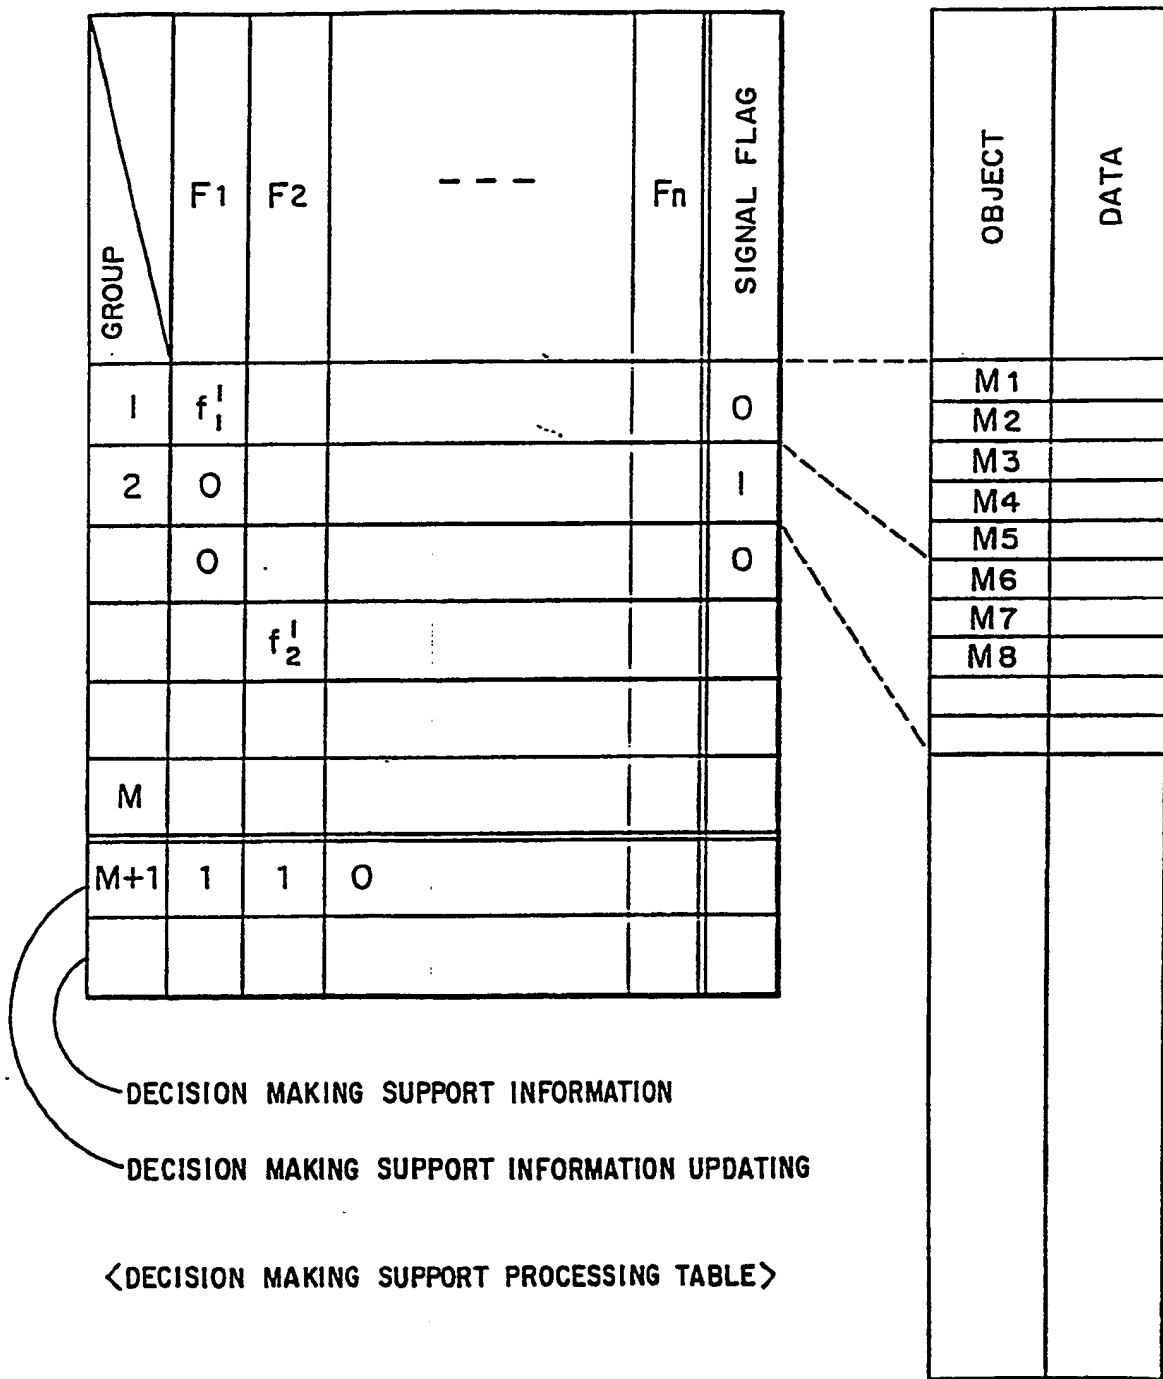 GROUP F1 F2 --- Fn SIGNAL FLAG
1 f₁¹ 0
2 0 1
0 0
f₂¹
M
M+1 1 1 0
DECISION MAKING SUPPORT INFORMATION
DECISION MAKING SUPPORT INFORMATION UPDATING
<DECISION MAKING SUPPORT PROCESSING TABLE>
OBJECT DATA
M1
M2
M3
M4
M5
M6
M7
M8